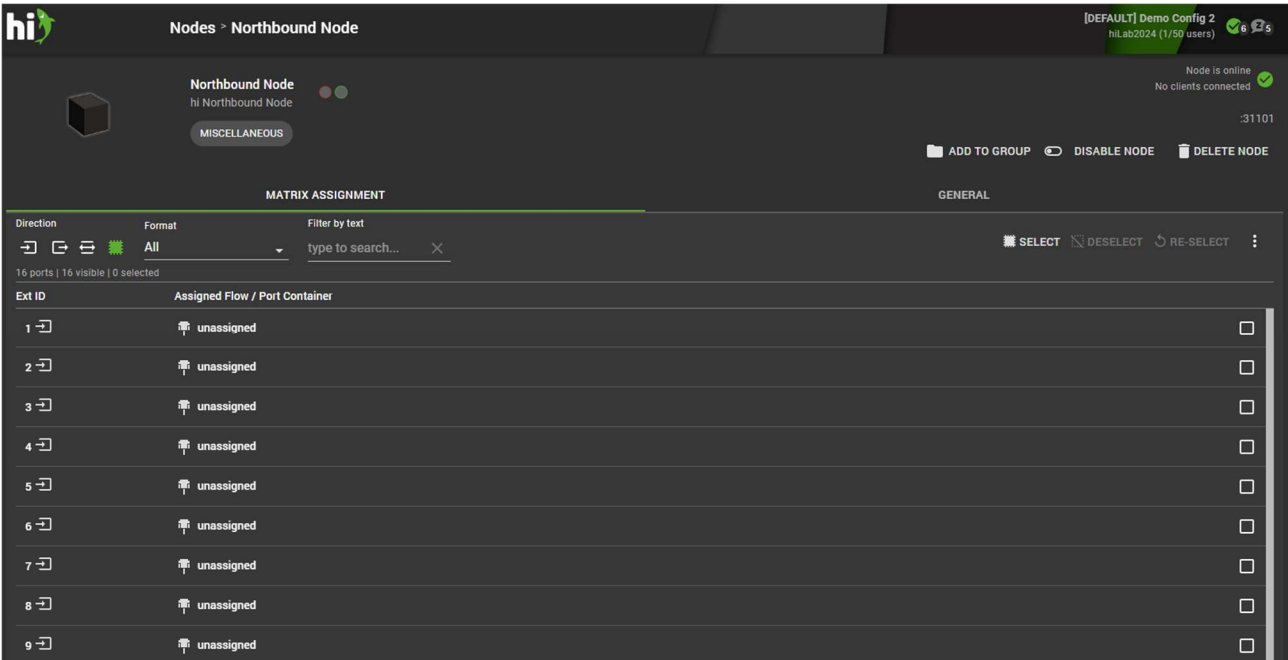 hi
Nodes > Northbound Node
[DEFAULT] Demo Config 2
hiLab2024 (1/50 users)
6 5
Northbound Node
hi Northbound Node
MISCELLANEOUS
Node is online
No clients connected
:31101
ADD TO GROUP DISABLE NODE DELETE NODE
MATRIX ASSIGNMENT GENERAL
Direction Format Filter by text
All type to search...
SELECT DESELECT RE-SELECT
16 ports | 16 visible | 0 selected
Ext ID Assigned Flow / Port Container
1 unassigned
2 unassigned
3 unassigned
4 unassigned
5 unassigned
6 unassigned
7 unassigned
8 unassigned
9 unassigned